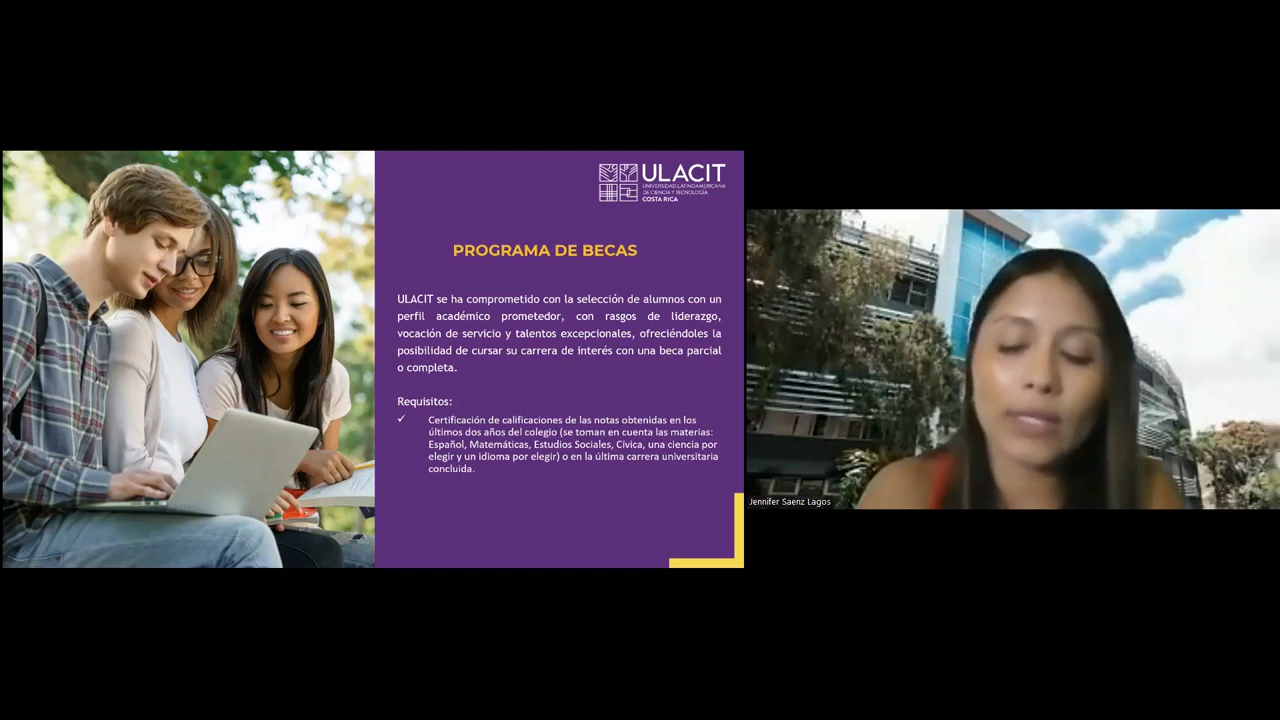 ULACIT
UNIVERSIDAD LATINOAMERICANA
DE CIENCIA Y TECNOLOGÍA
COSTA RICA
PROGRAMA DE BECAS
ULACIT se ha comprometido con la selección de alumnos con un
perfil académico prometedor, con rasgos de liderazgo,
vocación de servicio y talentos excepcionales, ofreciéndoles la
posibilidad de cursar su carrera de interés con una beca parcial
o completa.
Requisitos:
✓ Certificación de calificaciones de las notas obtenidas en los
últimos dos años del colegio (se toman en cuenta las materias:
Español, Matemáticas, Estudios Sociales, Cívica, una ciencia por
elegir y un idioma por elegir) o en la última carrera universitaria
concluida.
Jennifer Saenz Lagos